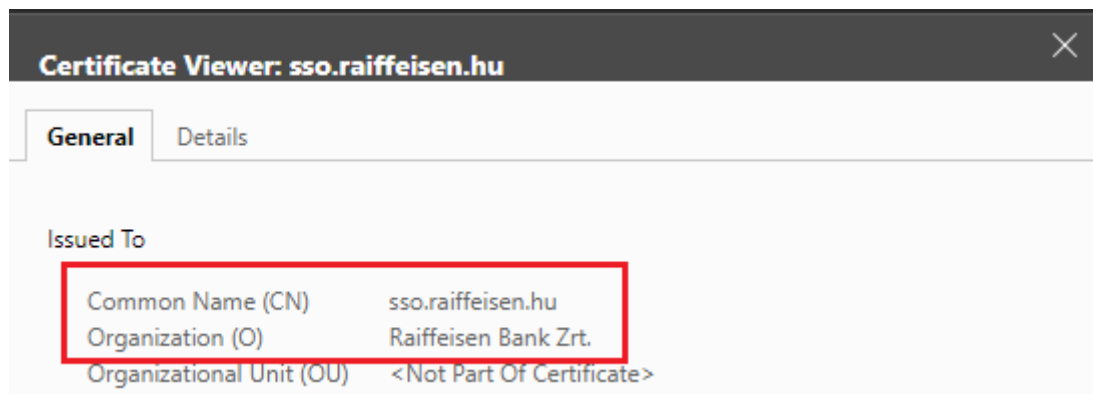 Certificate Viewer: sso.raiffeisen.hu
General Details
Issued To
Common Name (CN) sso.raiffeisen.hu
Organization (O) Raiffeisen Bank Zrt.
Organizational Unit (OU) <Not Part Of Certificate>